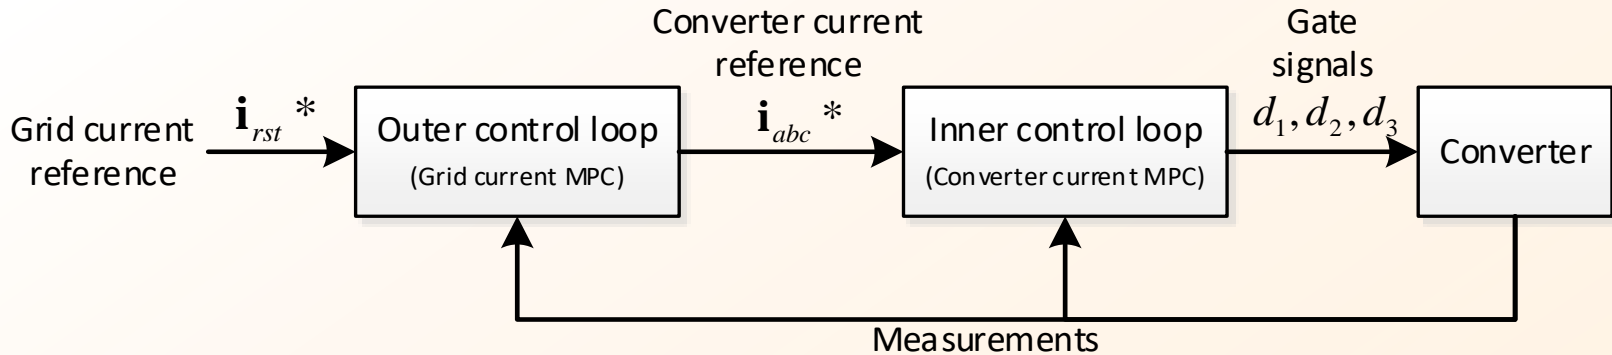 Grid current
reference
i_rst *
Outer control loop
(Grid current MPC)
Converter current
reference
i_abc *
Inner control loop
(Converter current MPC)
Gate
signals
d_1, d_2, d_3
Converter
Measurements